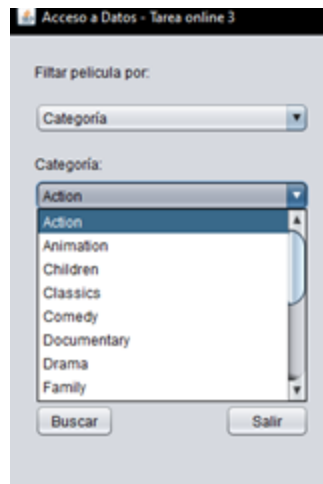 Acceso a Datos - Tarea online 3
Filtar pelicula por:
Categoría
Categoría:
Action
Action
Animation
Children
Classics
Comedy
Documentary
Drama
Family
Buscar
Salir